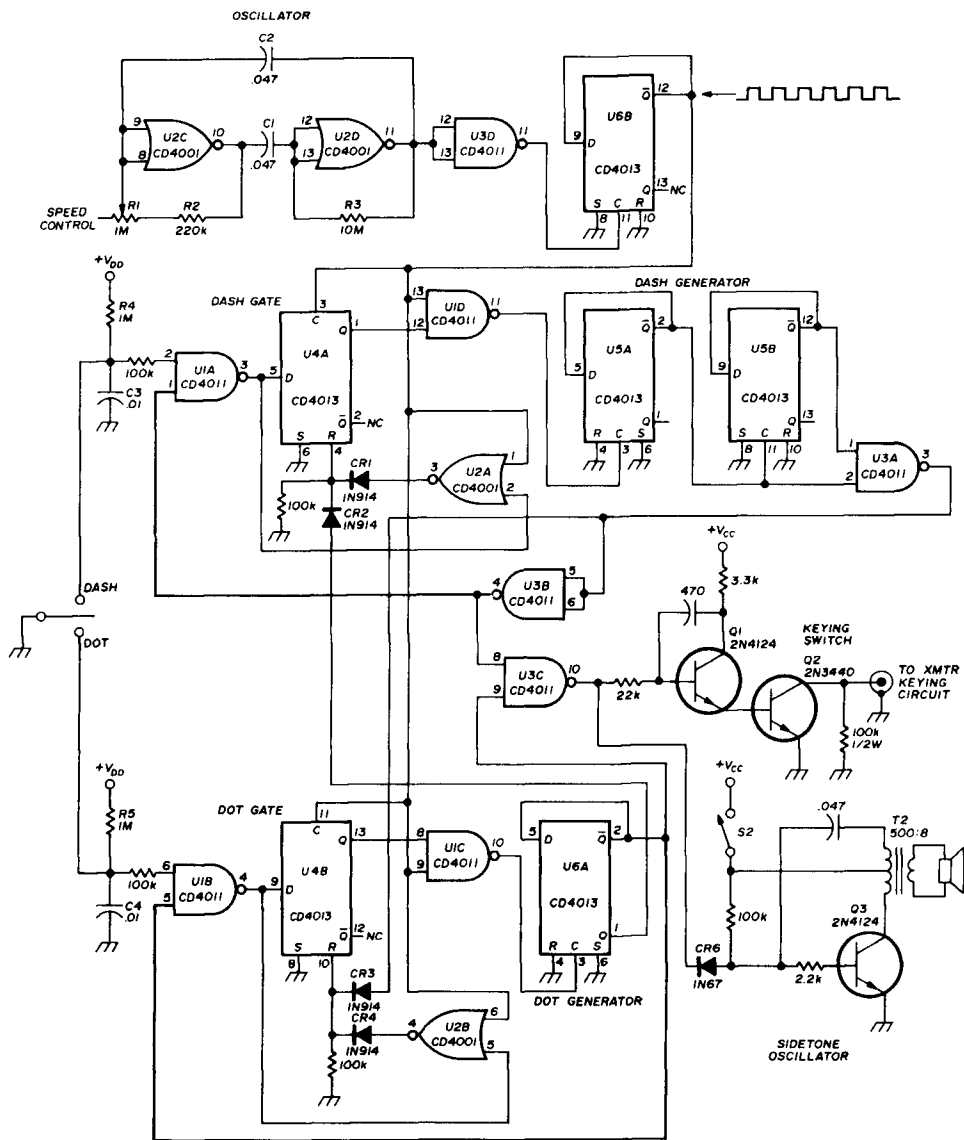 OSCILLATOR
C2
.047
9
8
U2C
CD4001
10
C1
.047
12
13
U2D
CD4001
11
12
13
U3D
CD4011
11
9
D
U6B
CD4013
Q
12
Q
13
NC
S
C
R
8
11
10
SPEED
CONTROL
R1
1M
R2
220k
R3
10M
+VDD
R4
1M
100k
C3
.01
2
1
U1A
CD4011
3
DASH GATE
3
C
5
D
U4A
CD4013
Q
1
Q
2
NC
S
R
6
4
13
12
U1D
CD4011
11
DASH GENERATOR
5
D
U5A
Q
2
CD4013
Q
1
R
C
S
4
3
6
9
D
U5B
Q
12
CD4013
Q
13
S
C
R
8
11
10
1
2
U3A
CD4011
3
100k
CR1
1N914
CR2
1N914
3
U2A
CD4001
1
2
4
U3B
CD4011
5
6
DASH
DOT
8
9
U3C
CD4011
10
22k
470
+VCC
3.3k
Q1
2N4124
KEYING
SWITCH
Q2
2N3440
TO XMTR
KEYING
CIRCUIT
100k
1/2W
+VDD
R5
1M
100k
C4
.01
6
5
U1B
CD4011
4
DOT GATE
11
C
9
D
U4B
CD4013
Q
13
Q
12
NC
S
R
8
10
8
9
U1C
CD4011
10
5
D
Q
2
U6A
CD4013
Q
1
R
C
S
4
3
6
DOT GENERATOR
CR3
1N914
CR4
1N914
100k
4
U2B
CD4001
6
5
+VCC
S2
.047
T2
500:8
100k
CR6
1N67
2.2k
Q3
2N4124
SIDETONE
OSCILLATOR